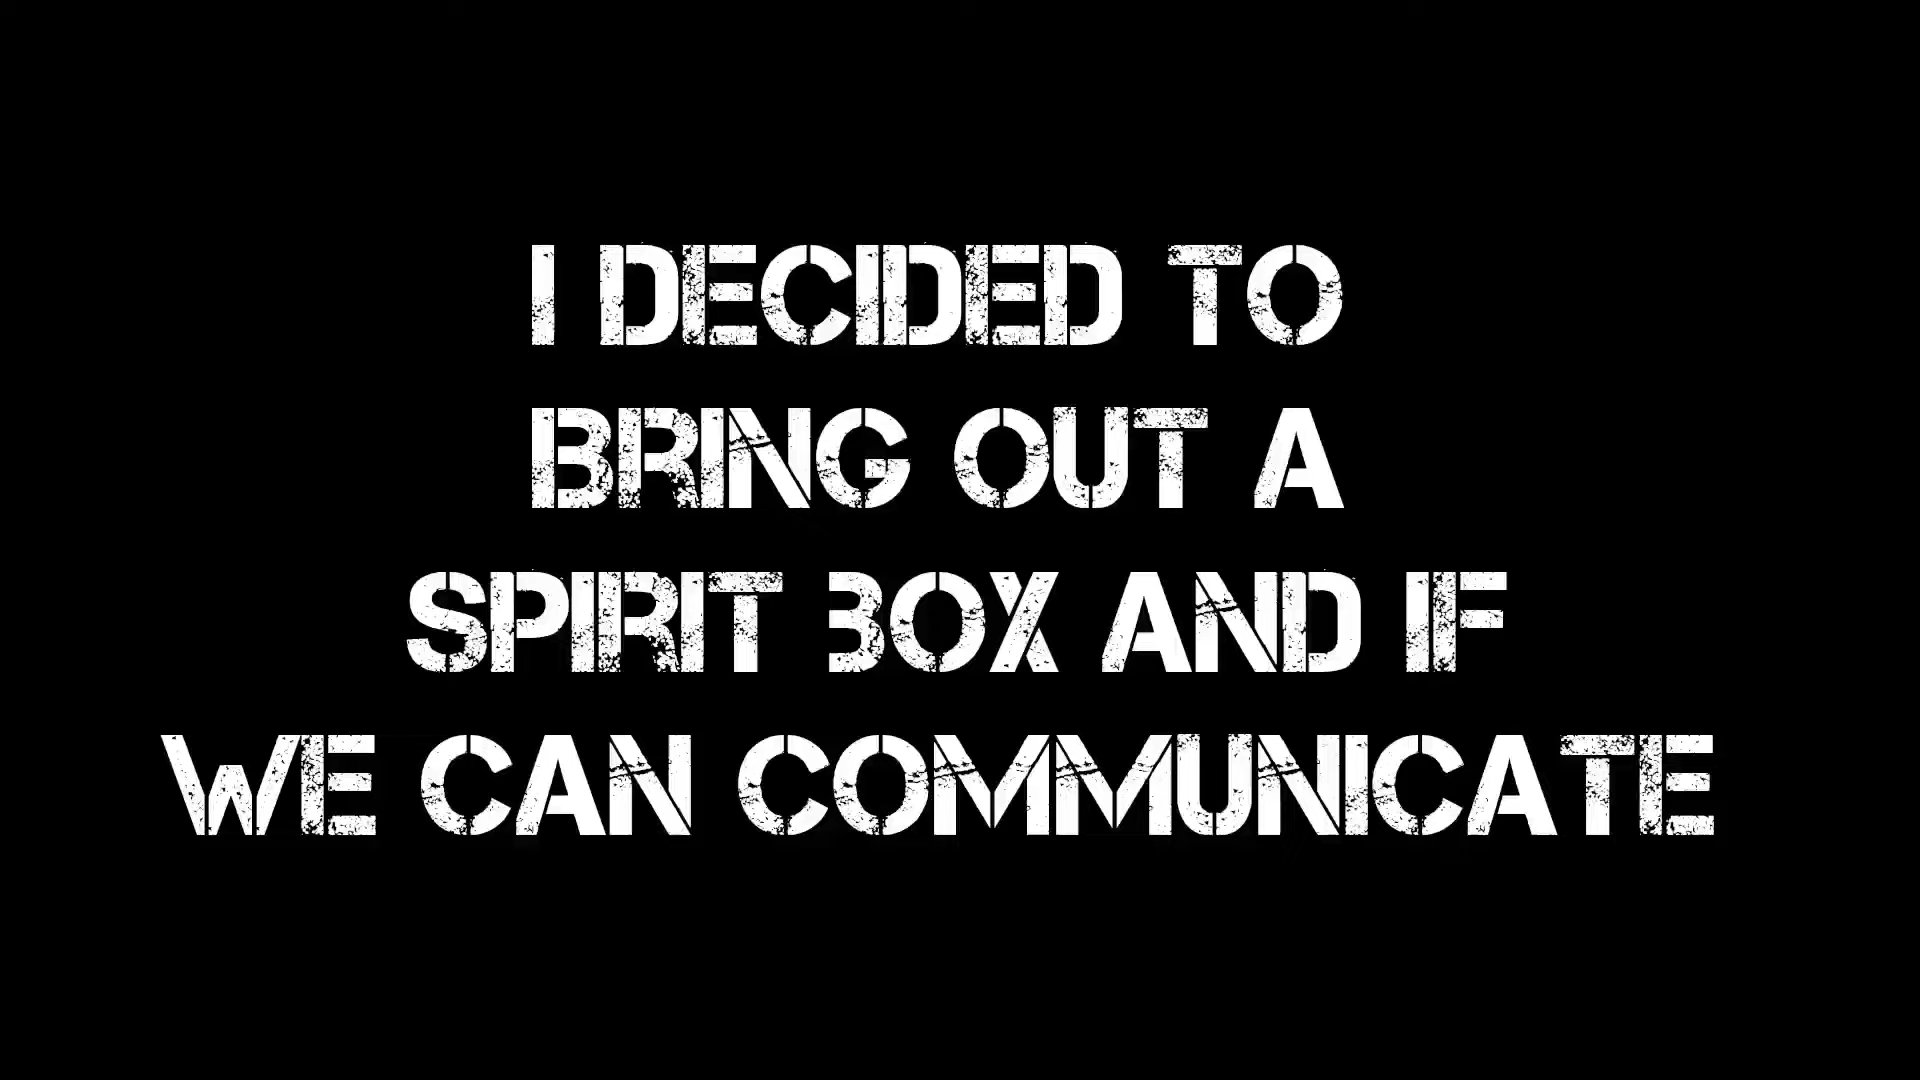 I DECIDED TO
BRING OUT A
SPIRIT BOX AND IF
WE CAN COMMUNICATE